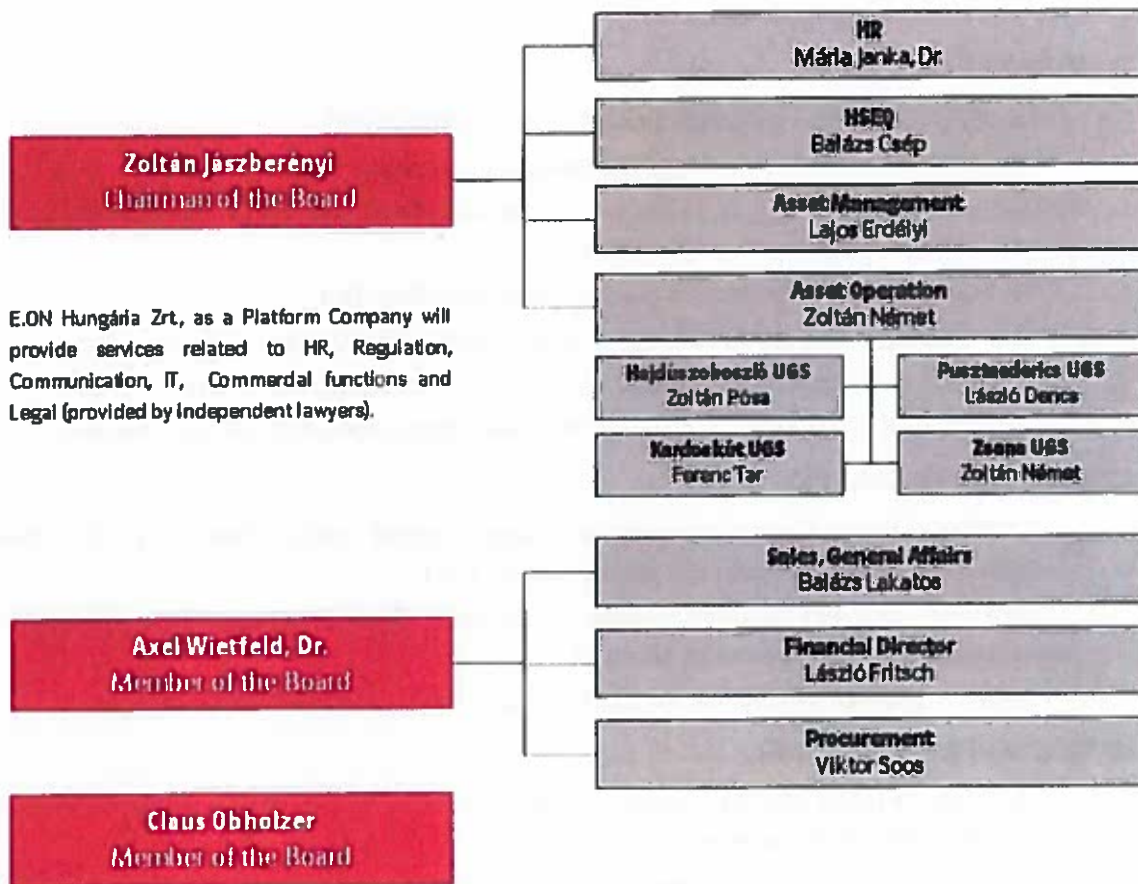 Zoltán Jászberényi
Chairman of the Board
E.ON Hungária Zrt., as a Platform Company will
provide services related to HR, Regulation,
Communication, IT, Commercial functions and
Legal (provided by independent lawyers).
HR
Mária Janka, Dr.
HSEQ
Balázs Csép
Asset Management
Lajos Erdélyi
Asset Operation
Zoltán Német
Hajdúszoboszló UGS
Zoltán Pósa
Pusztaederics UGS
László Dencs
Kardoskút UGS
Ferenc Tar
Zsana UGS
Zoltán Német
Axel Wietfeld, Dr.
Member of the Board
Sales, General Affairs
Balázs Lakatos
Financial Director
László Fritsch
Procurement
Viktor Soos
Claus Obholzer
Member of the Board